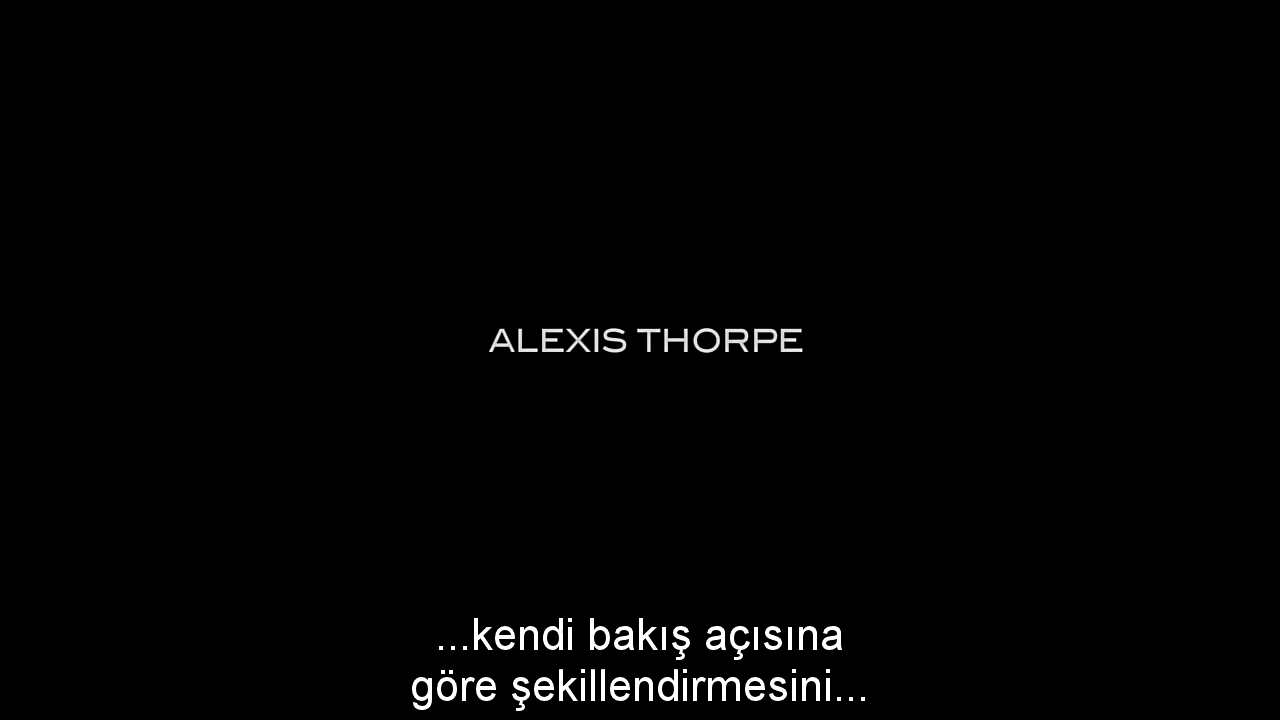 ALEXIS THORPE
...kendi bakış açısına
göre şekillendirmesini...